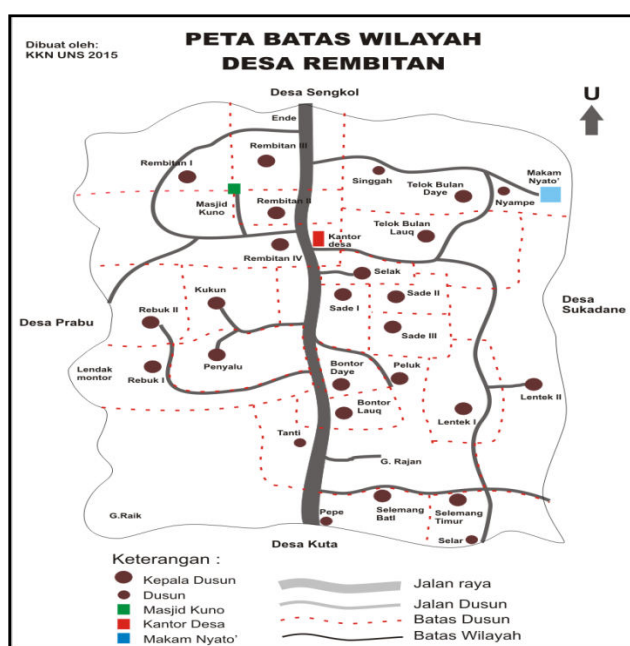 Dibuat oleh:
KKN UNS 2015
PETA BATAS WILAYAH
DESA REMBITAN
Desa Sengkol
U
Ende
Rembitan III
Rembitan I
Singgah
Makam
Nyato'
Telok Bulan
Daye
Nyampe
Masjid
Kuno
Rembitan II
Telok Bulan
Lauq
Kantor
desa
Rembitan IV
Selak
Kukun
Sade I
Sade II
Desa
Sukadane
Rebuk II
Desa Prabu
Sade III
Penyalu
Bontor
Daye
Peluk
Lendak
montor
Rebuk I
Lentek II
Bontor
Lauq
Lentek I
Tanti
G. Rajan
G.Raik
Pepe
Selemang
Batl
Selemang
Timur
Selar
Desa Kuta
Keterangan :
Kepala Dusun
Dusun
Masjid Kuno
Kantor Desa
Makam Nyato'
Jalan raya
Jalan Dusun
Batas Dusun
Batas Wilayah